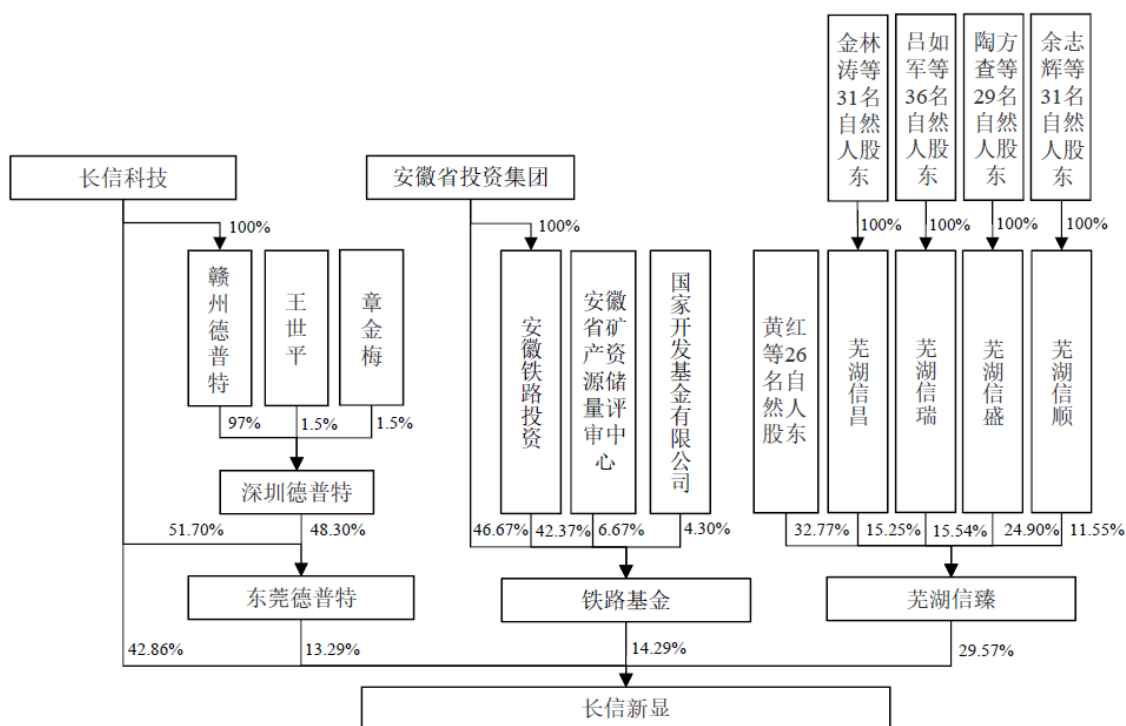 金林涛等31名自然人股东
吕如军等36名自然人股东
陶方查等29名自然人股东
余志辉等31名自然人股东
长信科技
安徽省投资集团
100%
100%
100%
100%
100%
100%
赣州德普特
王世平
章金梅
安徽铁路投资
安徽省矿产资源储量评审中心
国家开发基金有限公司
黄红等26名自然人股东
芜湖信昌
芜湖信瑞
芜湖信盛
芜湖信顺
97%
1.5%
1.5%
深圳德普特
51.70%
48.30%
46.67%
42.37%
6.67%
4.30%
32.77%
15.25%
15.54%
24.90%
11.55%
东莞德普特
铁路基金
芜湖信臻
42.86%
13.29%
14.29%
29.57%
长信新显